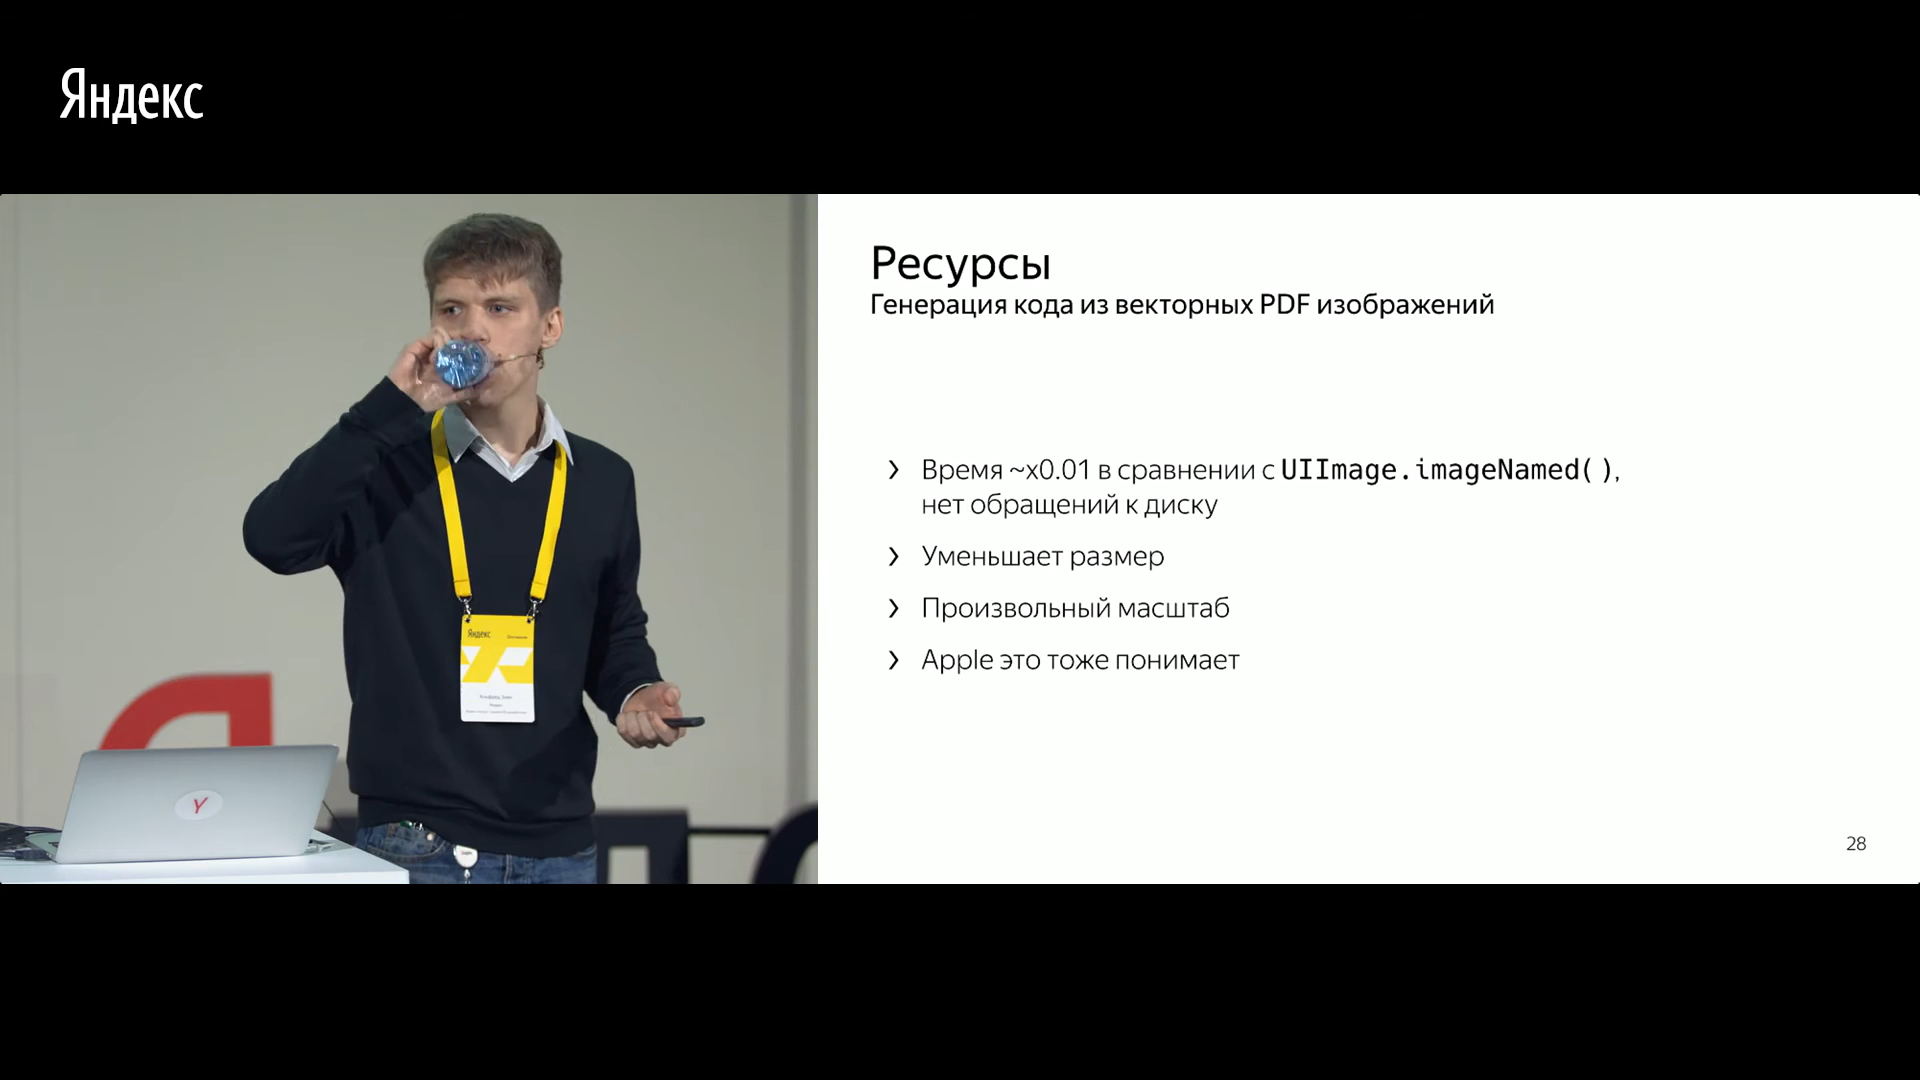 Яндекс
Ресурсы
Генерация кода из векторных PDF изображений
› Время ~x0.01 в сравнении с UIImage.imageNamed(),
нет обращений к диску
› Уменьшает размер
› Произвольный масштаб
› Apple это тоже понимает
28
Яндекс
Y